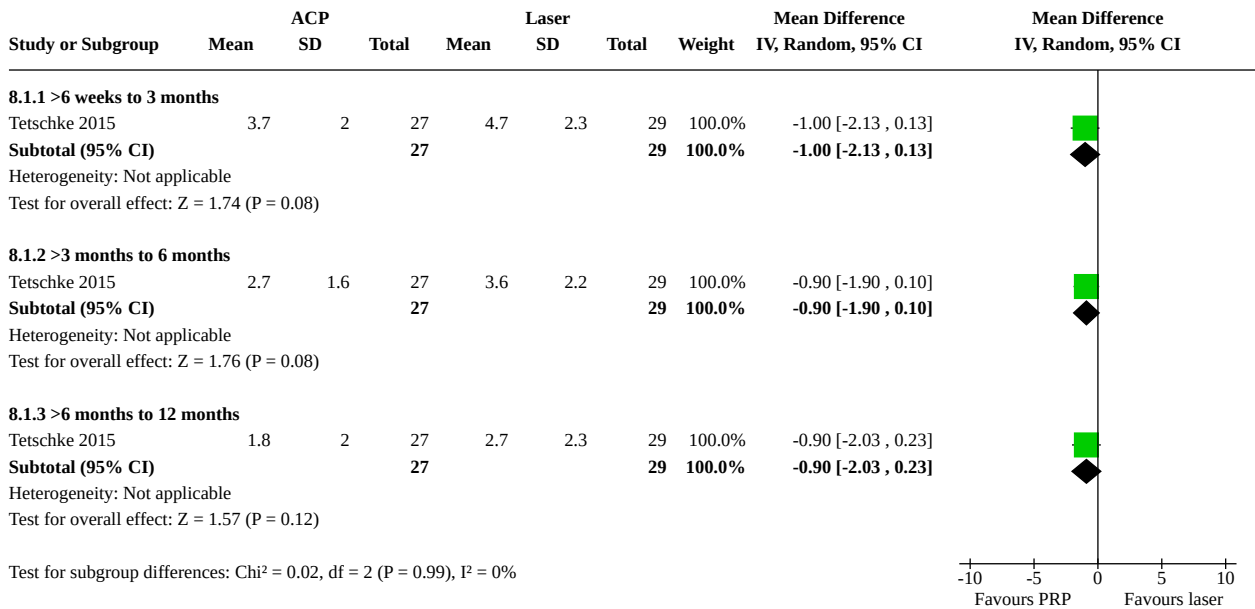 ACP Laser Mean Difference Mean Difference
Study or Subgroup Mean SD Total Mean SD Total Weight IV, Random, 95% CI IV, Random, 95% CI
8.1.1 >6 weeks to 3 months
Tetschke 2015 3.7 2 27 4.7 2.3 29 100.0% -1.00 [-2.13 , 0.13]
Subtotal (95% CI) 27 29 100.0% -1.00 [-2.13 , 0.13]
Heterogeneity: Not applicable
Test for overall effect: Z = 1.74 (P = 0.08)
8.1.2 >3 months to 6 months
Tetschke 2015 2.7 1.6 27 3.6 2.2 29 100.0% -0.90 [-1.90 , 0.10]
Subtotal (95% CI) 27 29 100.0% -0.90 [-1.90 , 0.10]
Heterogeneity: Not applicable
Test for overall effect: Z = 1.76 (P = 0.08)
8.1.3 >6 months to 12 months
Tetschke 2015 1.8 2 27 2.7 2.3 29 100.0% -0.90 [-2.03 , 0.23]
Subtotal (95% CI) 27 29 100.0% -0.90 [-2.03 , 0.23]
Heterogeneity: Not applicable
Test for overall effect: Z = 1.57 (P = 0.12)
Test for subgroup differences: Chi² = 0.02, df = 2 (P = 0.99), I² = 0%
-10 -5 0 5 10
Favours PRP Favours laser